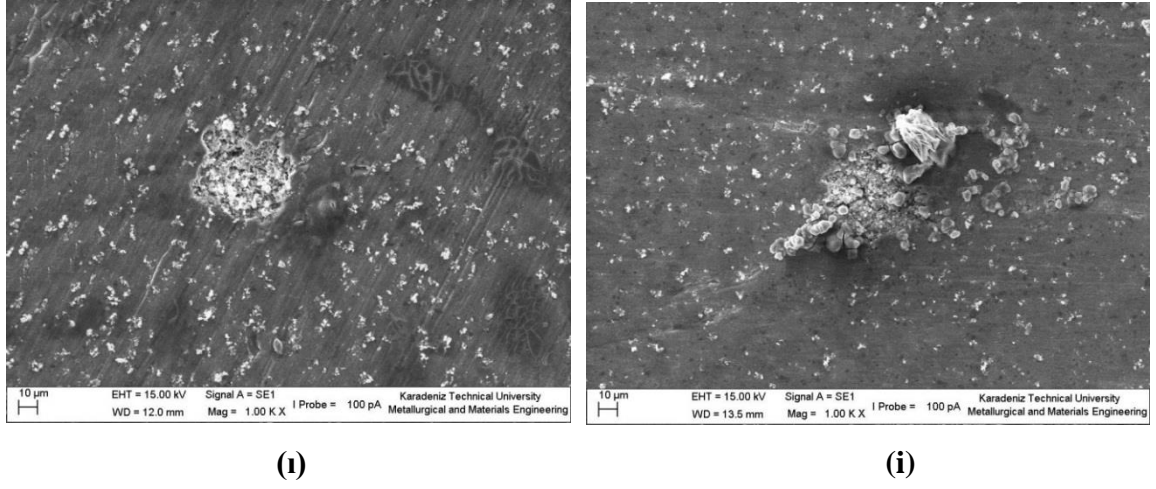 10 µm EHT = 15.00 kV Signal A = SE1 I Probe = 100 pA Karadeniz Technical University
WD = 12.0 mm Mag = 1.00 K X Metallurgical and Materials Engineering
10 µm EHT = 15.00 kV Signal A = SE1 I Probe = 100 pA Karadeniz Technical University
WD = 13.5 mm Mag = 1.00 K X Metallurgical and Materials Engineering
(ı)
(i)